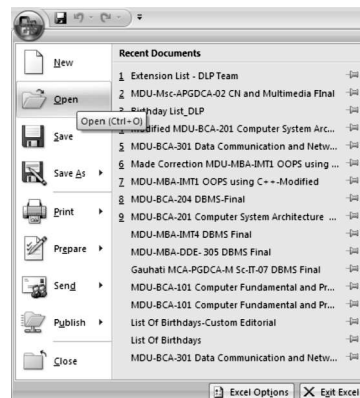 Recent Documents
New
Open
Open (Ctrl+O)
Save
Save As
Print
Prepare
Send
Publish
Close
1 Extension List - DLP Team
2 MDU-Msc-APGDCA-02 CN and Multimedia FInal
3 Birthday List_DLP
4 Modified MDU-BCA-201 Computer System Arc...
5 MDU-BCA-301 Data Communication and Netw...
6 Made Correction MDU-MBA-IMT1 OOPS using ...
7 MDU-MBA-IMT1 OOPS using C++-Modified
8 MDU-BCA-204 DBMS-Final
9 MDU-BCA-201 Computer System Architecture ...
MDU-MBA-IMT4 DBMS Final
MDU-MBA-DDE- 305 DBMS Final
Gauhati MCA-PGDCA-M Sc-IT-07 DBMS Final
MDU-BCA-101 Computer Fundamental and Pr...
MDU-BCA-101 Computer Fundamental and Pr...
List Of Birthdays-Custom Editorial
List Of Birthdays
MDU-BCA-301 Data Communication and Netw...
Excel Options
Exit Excel